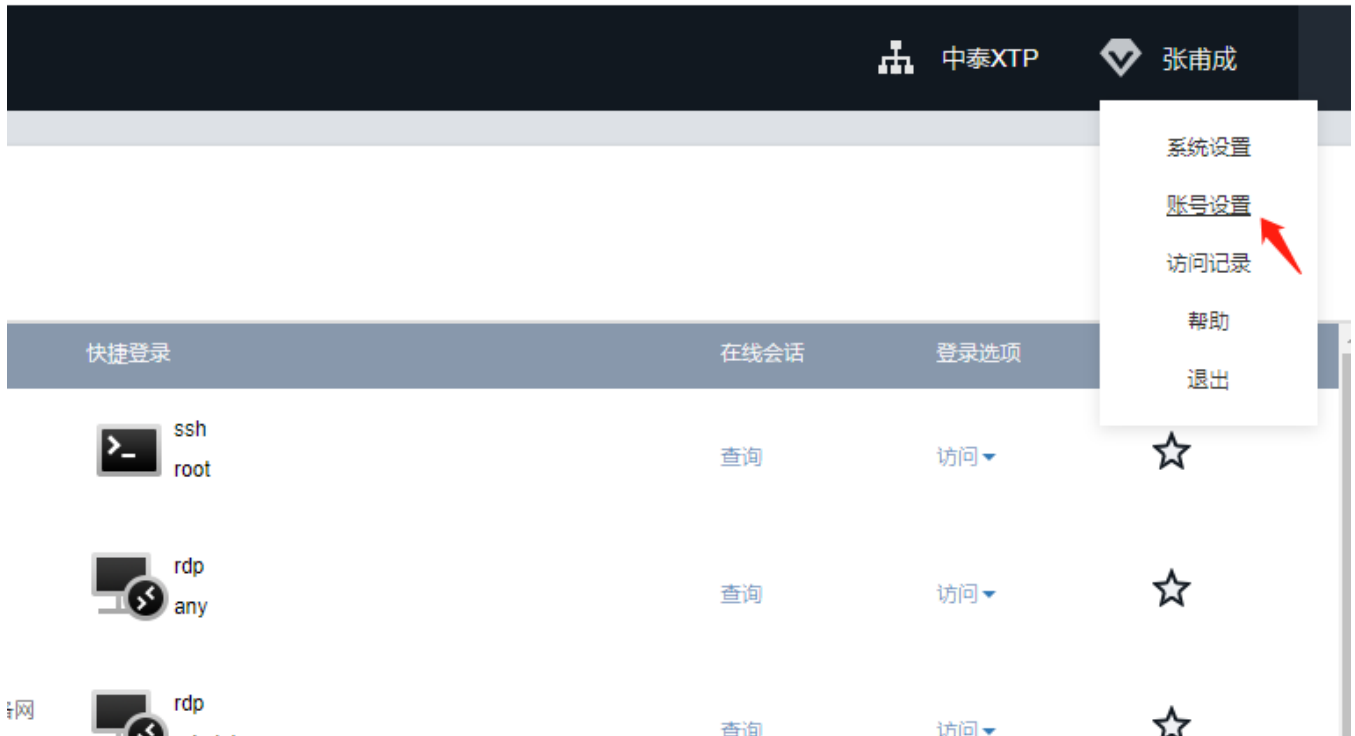 中泰XTP 张甫成
系统设置
账号设置
访问记录
帮助
退出
快捷登录 在线会话 登录选项
ssh
root
查询 访问
rdp
any
查询 访问
网
rdp
查询 访问